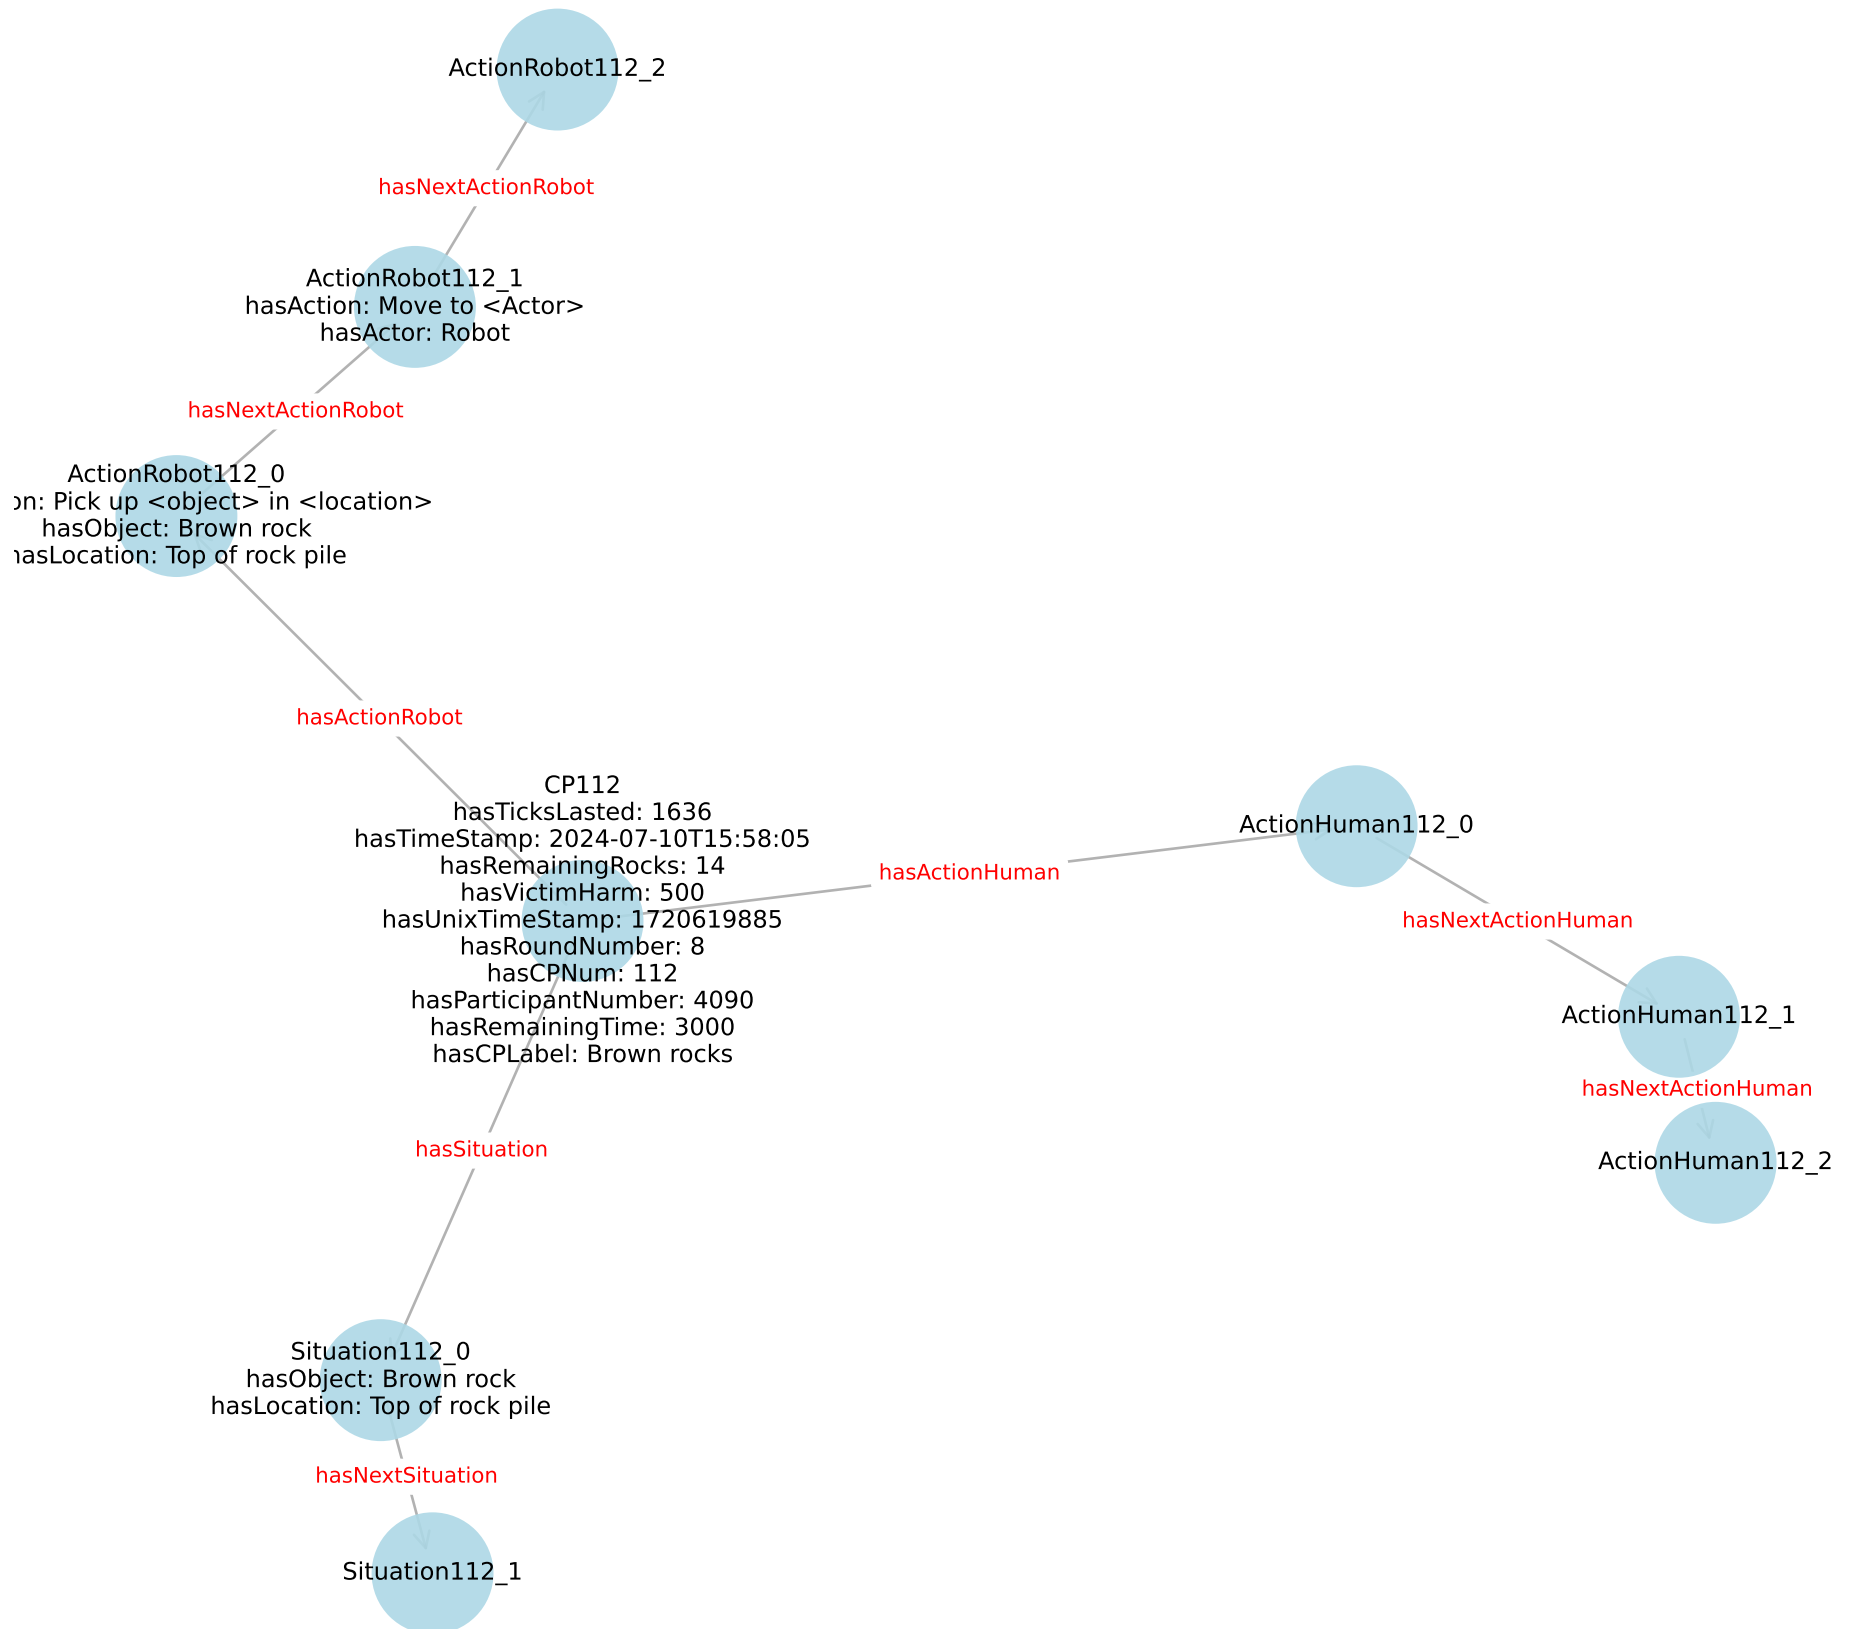 ActionRobot112_2
hasNextActionRobot
ActionRobot112_1
hasAction: Move to <Actor>
hasActor: Robot
hasNextActionRobot
ActionRobot112_0
on: Pick up <object> in <location>
hasObject: Brown rock
hasLocation: Top of rock pile
hasActionRobot
CP112
hasTicksLasted: 1636
hasTimeStamp: 2024-07-10T15:58:05
hasRemainingRocks: 14
hasVictimHarm: 500
hasUnixTimeStamp: 1720619885
hasRoundNumber: 8
hasCPNum: 112
hasParticipantNumber: 4090
hasRemainingTime: 3000
hasCPLabel: Brown rocks
hasActionHuman
ActionHuman112_0
hasNextActionHuman
ActionHuman112_1
hasNextActionHuman
ActionHuman112_2
hasSituation
Situation112_0
hasObject: Brown rock
hasLocation: Top of rock pile
hasNextSituation
Situation112_1